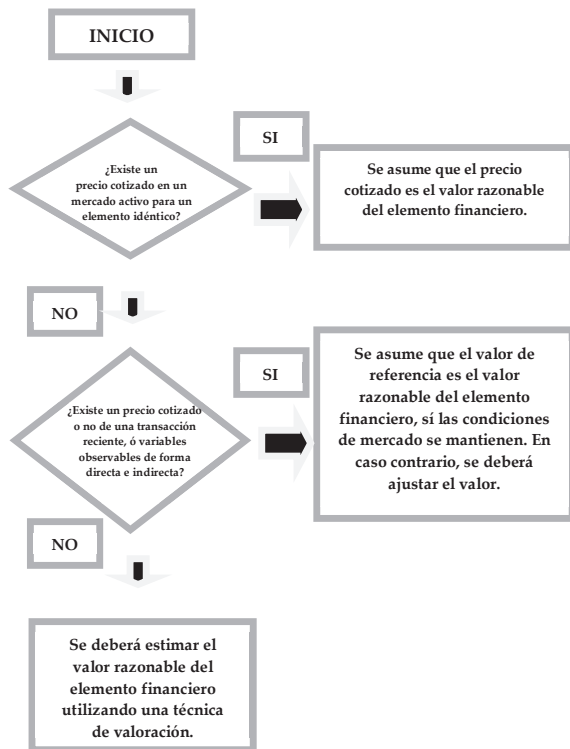 INICIO
¿Existe un
precio cotizado en un
mercado activo para un
elemento idéntico?
SI
Se asume que el precio
cotizado es el valor razonable
del elemento financiero.
NO
¿Existe un precio cotizado
o no de una transacción
reciente, ó variables
observables de forma
directa e indirecta?
SI
Se asume que el valor de
referencia es el valor
razonable del elemento
financiero, sí las condiciones
de mercado se mantienen. En
caso contrario, se deberá
ajustar el valor.
NO
Se deberá estimar el
valor razonable del
elemento financiero
utilizando una técnica
de valoración.